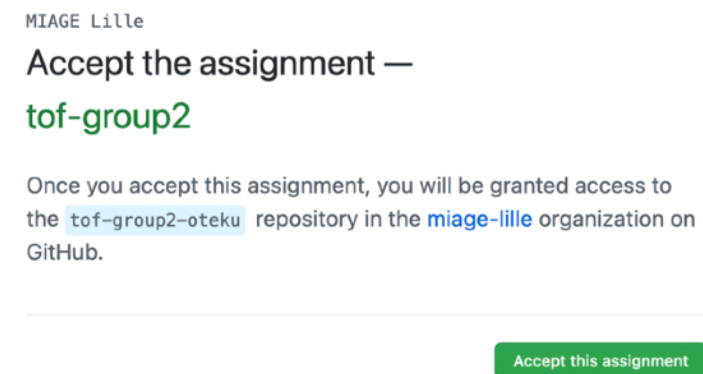 MIAGE Lille
Accept the assignment —
tof-group2
Once you accept this assignment, you will be granted access to
the tof-group2-oteku repository in the miage-lille organization on
GitHub.
Accept this assignment